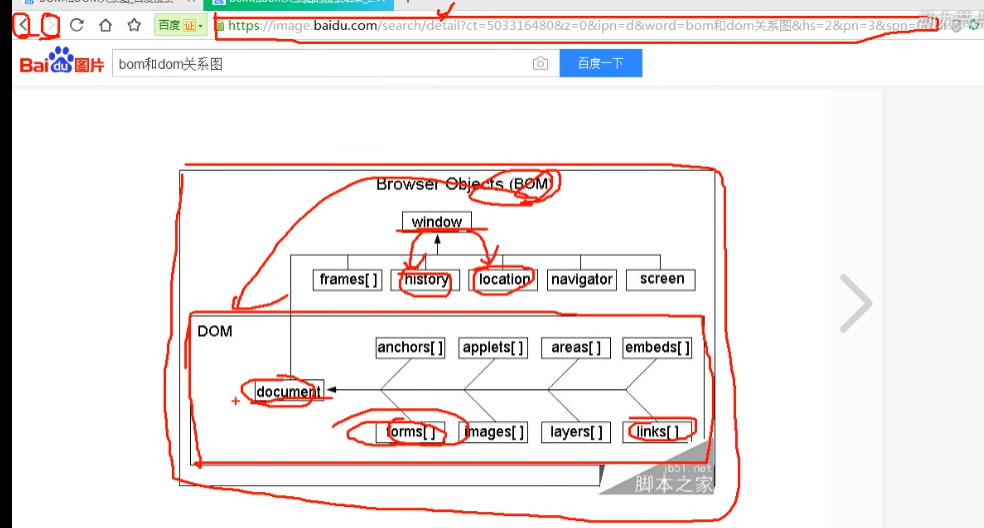 百度 证
https://image.baidu.com/search/detail?ct=503316480&z=0&ipn=d&word=bom和dom关系图&hs=2&pn=3&spn=
Bai du 图片
bom和dom关系图
百度一下
Browser Objects (BOM)
window
frames[ ] history location navigator screen
DOM
anchors[ ] applets[ ] areas[ ] embeds[ ]
document
forms[ ] images[ ] layers[ ] links[ ]
jb51.net
脚本之家